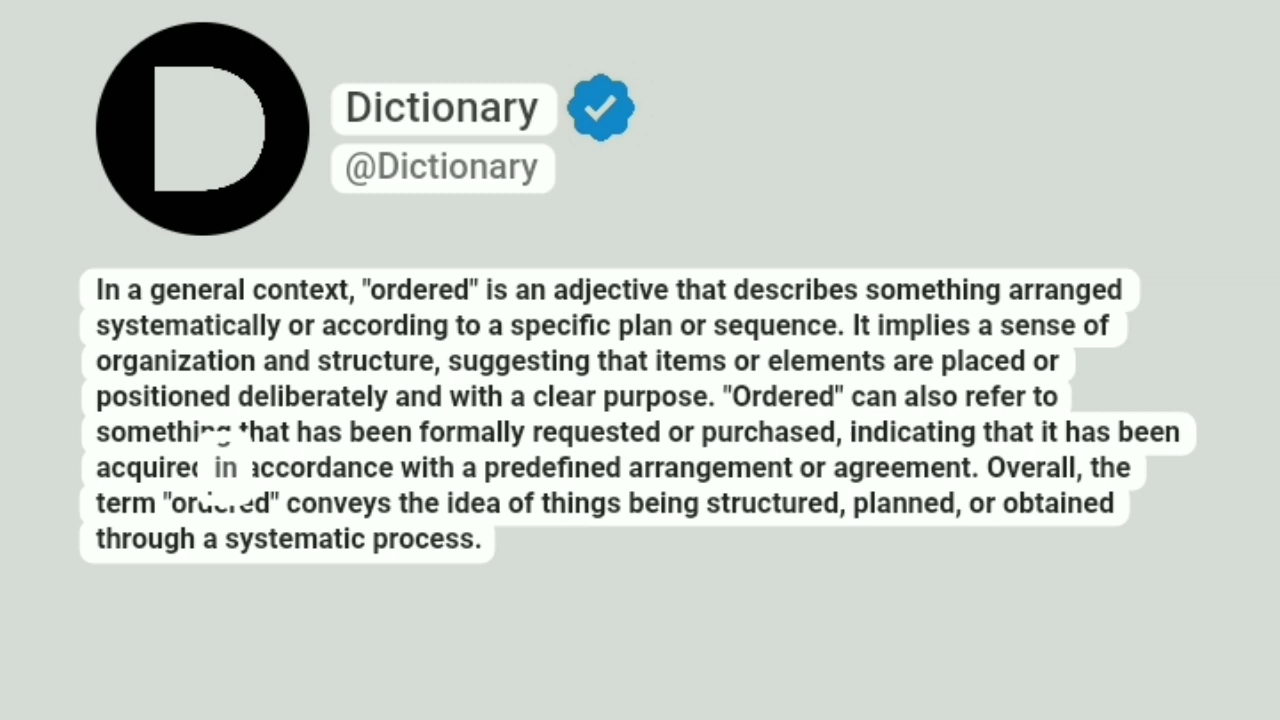 D
Dictionary
@Dictionary
In a general context, "ordered" is an adjective that describes something arranged
systematically or according to a specific plan or sequence. It implies a sense of
organization and structure, suggesting that items or elements are placed or
positioned deliberately and with a clear purpose. "Ordered" can also refer to
something that has been formally requested or purchased, indicating that it has been
acquired in accordance with a predefined arrangement or agreement. Overall, the
term "ordered" conveys the idea of things being structured, planned, or obtained
through a systematic process.